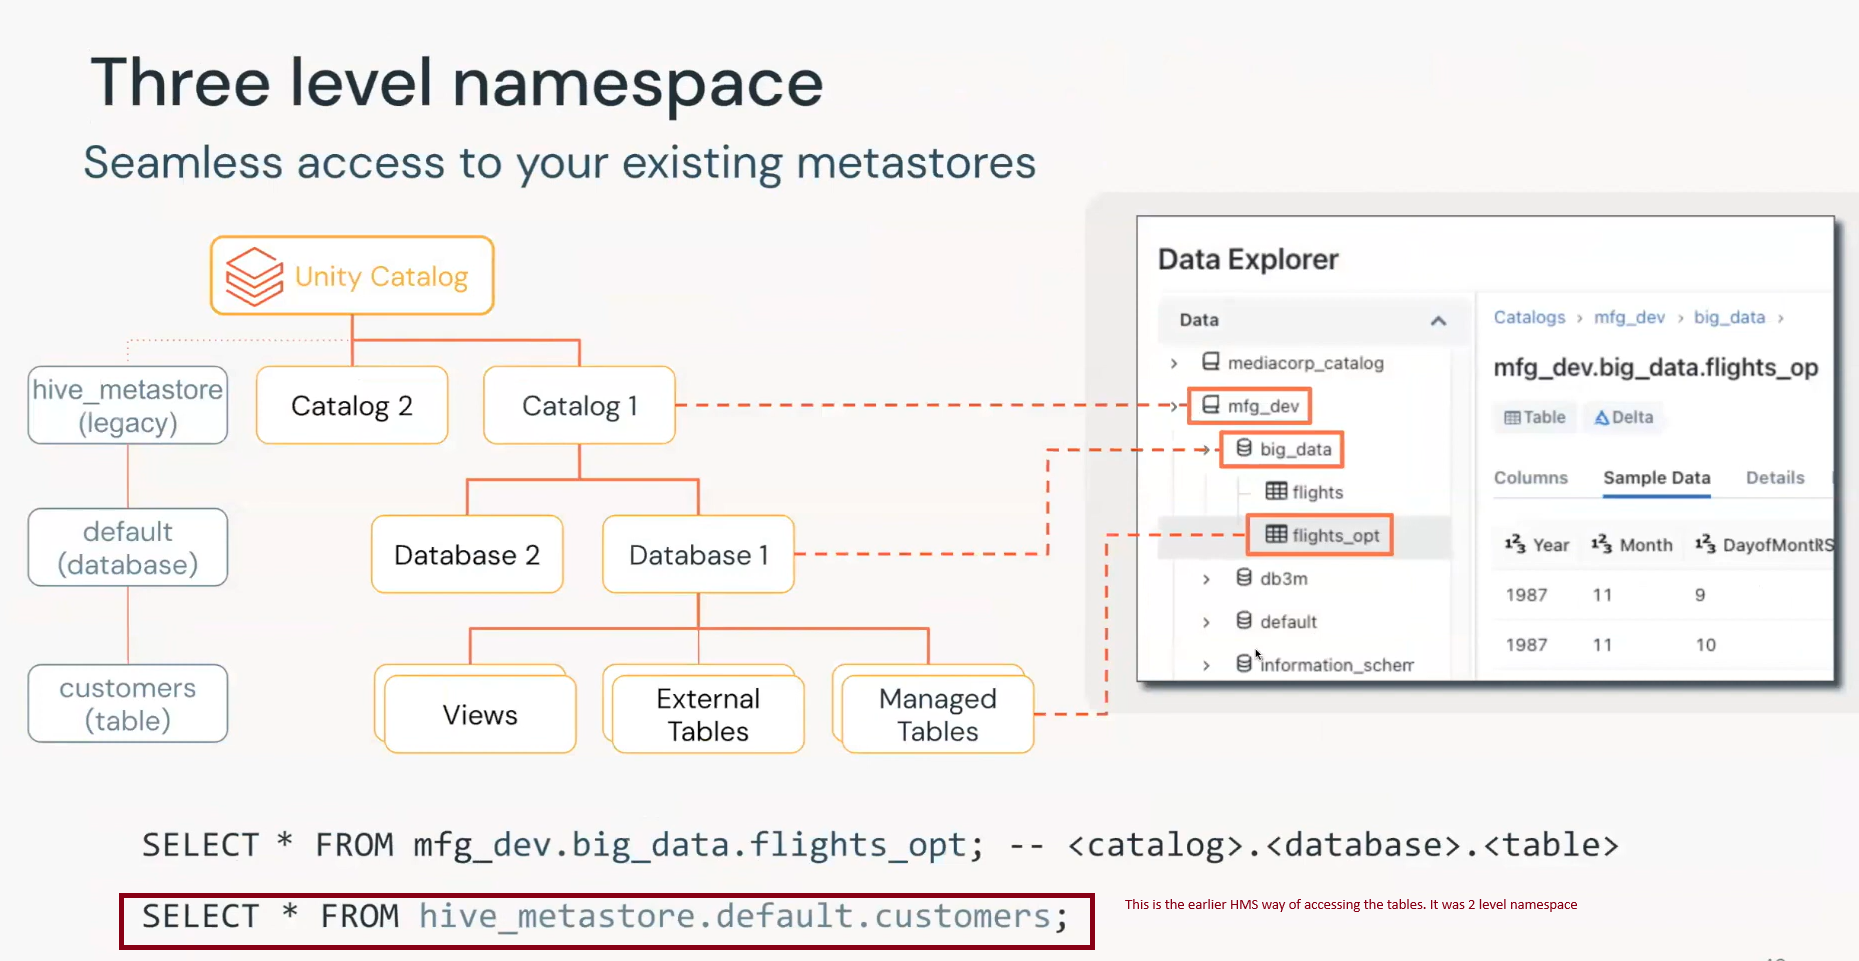 Three level namespace
Seamless access to your existing metastores
Unity Catalog
hive_metastore
(legacy)
Catalog 2
Catalog 1
default
(database)
Database 2
Database 1
customers
(table)
Views
External
Tables
Managed
Tables
Data Explorer
Data
mediacorp_catalog
mfg_dev
big_data
flights
flights_opt
db3m
default
information_schem
Catalogs > mfg_dev > big_data >
mfg_dev.big_data.flights_op
Table Delta
Columns Sample Data Details
123 Year 123 Month 123
1987 11 9
1987 11 10
SELECT * FROM mfg_dev.big_data.flights_opt; -- <catalog>.<database>.<table>
SELECT * FROM hive_metastore.default.customers;
This is the earlier HMS way of accessing the tables. It was 2 level namespace